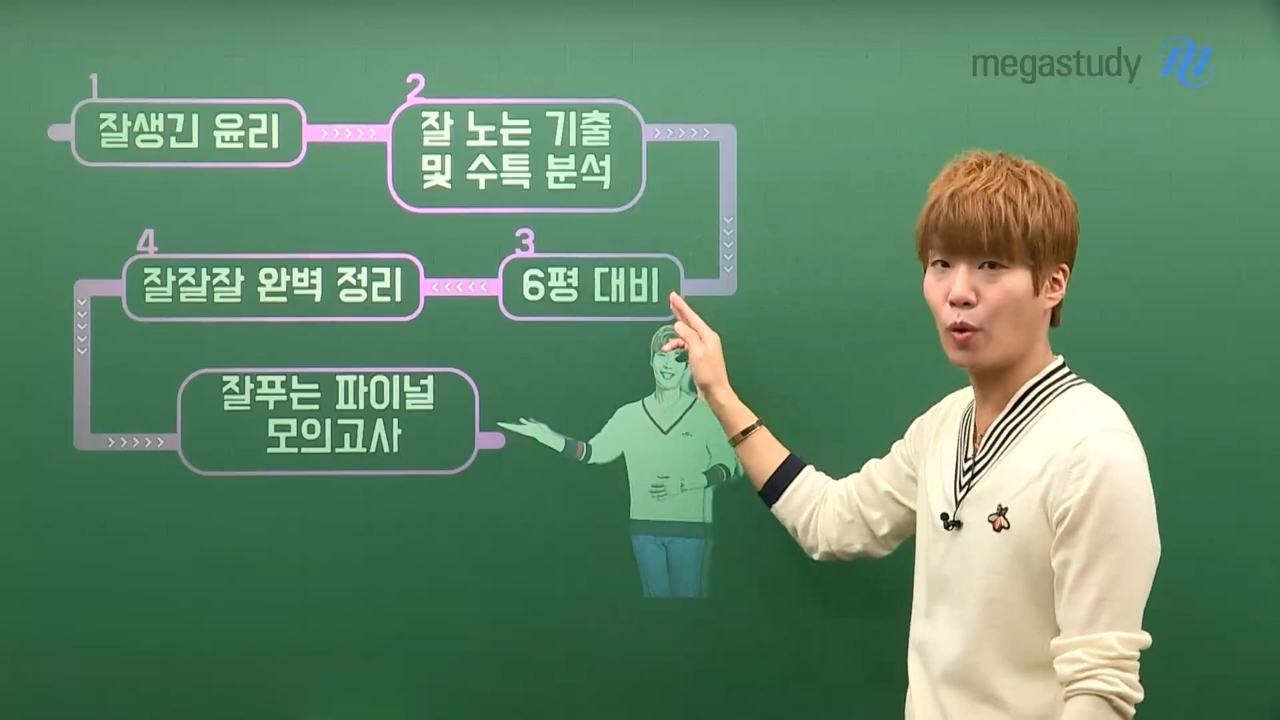 megastudy
1
잘생긴 윤리
2
잘 노는 기출
및 수특 분석
3
6평 대비
4
잘잘잘 완벽 정리
잘푸는 파이널
모의고사